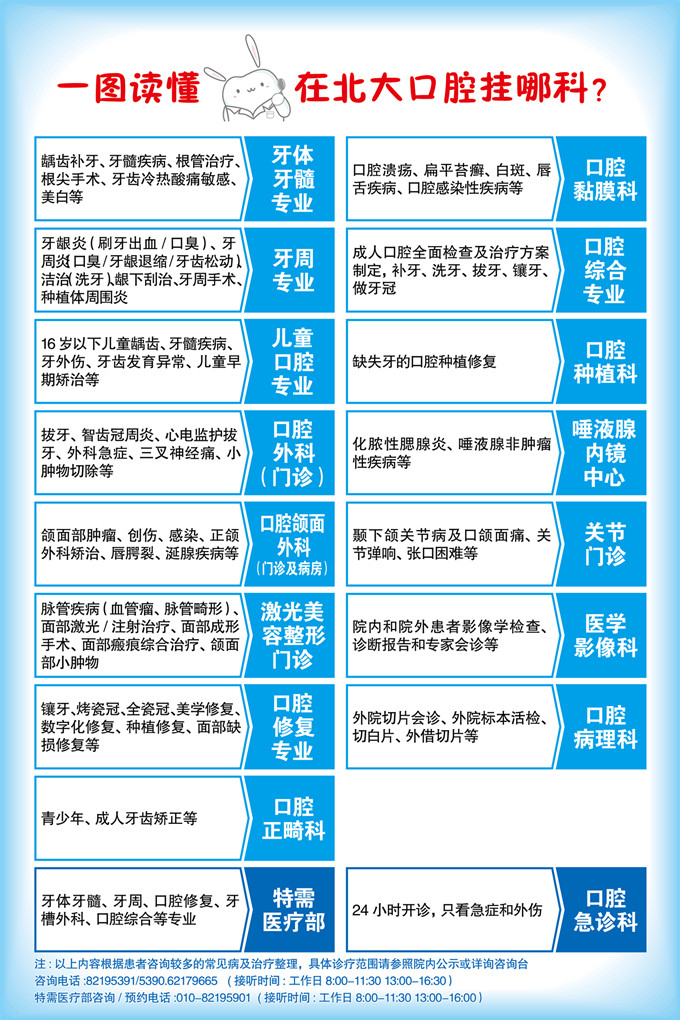 一图读懂
在北大口腔挂哪科？
龋齿补牙、牙髓疾病、根管治疗、
根尖手术、牙齿冷热酸痛敏感、
美白等
牙体
牙髓
专业
口腔溃疡、扁平苔癣、白斑、唇
舌疾病、口腔感染性疾病等
口腔
黏膜科
牙龈炎（刷牙出血/口臭）、牙
周炎（口臭/牙龈退缩/牙齿松动）、
洁治（洗牙）、龈下刮治、牙周手术、
种植体周围炎
牙周
专业
成人口腔全面检查及治疗方案
制定，补牙、洗牙、拔牙、镶牙、
做牙冠
口腔
综合
专业
16岁以下儿童龋齿、牙髓疾病、
牙外伤、牙齿发育异常、儿童早
期矫治等
儿童
口腔
专业
缺失牙的口腔种植修复
口腔
种植科
拔牙、智齿冠周炎、心电监护拔
牙、外科急症、三叉神经痛、小
肿物切除等
口腔
外科
（门诊）
化脓性腮腺炎、唾液腺非肿瘤
性疾病等
唾液腺
内镜
中心
颌面部肿瘤、创伤、感染、正颌
外科矫治、唇腭裂、涎腺疾病等
口腔颌面
外科
（门诊及病房）
颞下颌关节病及口颌面痛、关
节弹响、张口困难等
关节
门诊
脉管疾病（血管瘤、脉管畸形）、
面部激光/注射治疗、面部成形
手术、面部瘢痕综合治疗、颌面
部小肿物
激光美
容整形
门诊
院内和院外患者影像学检查、
诊断报告和专家会诊等
医学
影像科
镶牙、烤瓷冠、全瓷冠、美学修复、
数字化修复、种植修复、面部缺
损修复等
口腔
修复
专业
外院切片会诊、外院标本活检、
切白片、外借切片等
口腔
病理科
青少年、成人牙齿矫正等
口腔
正畸科
牙体牙髓、牙周、口腔修复、牙
槽外科、口腔综合等专业
特需
医疗部
24小时开诊，只看急症和外伤
口腔
急诊科
注：以上内容根据患者咨询较多的常见病及治疗整理，具体诊疗范围请参照院内公示或详询咨询台
咨询电话:82195391/5390.62179665 （接听时间：工作日 8:00-11:30 13:00-16:30）
特需医疗部咨询/预约电话:010-82195901（接听时间：工作日 8:00-11:30 13:00-16:00）